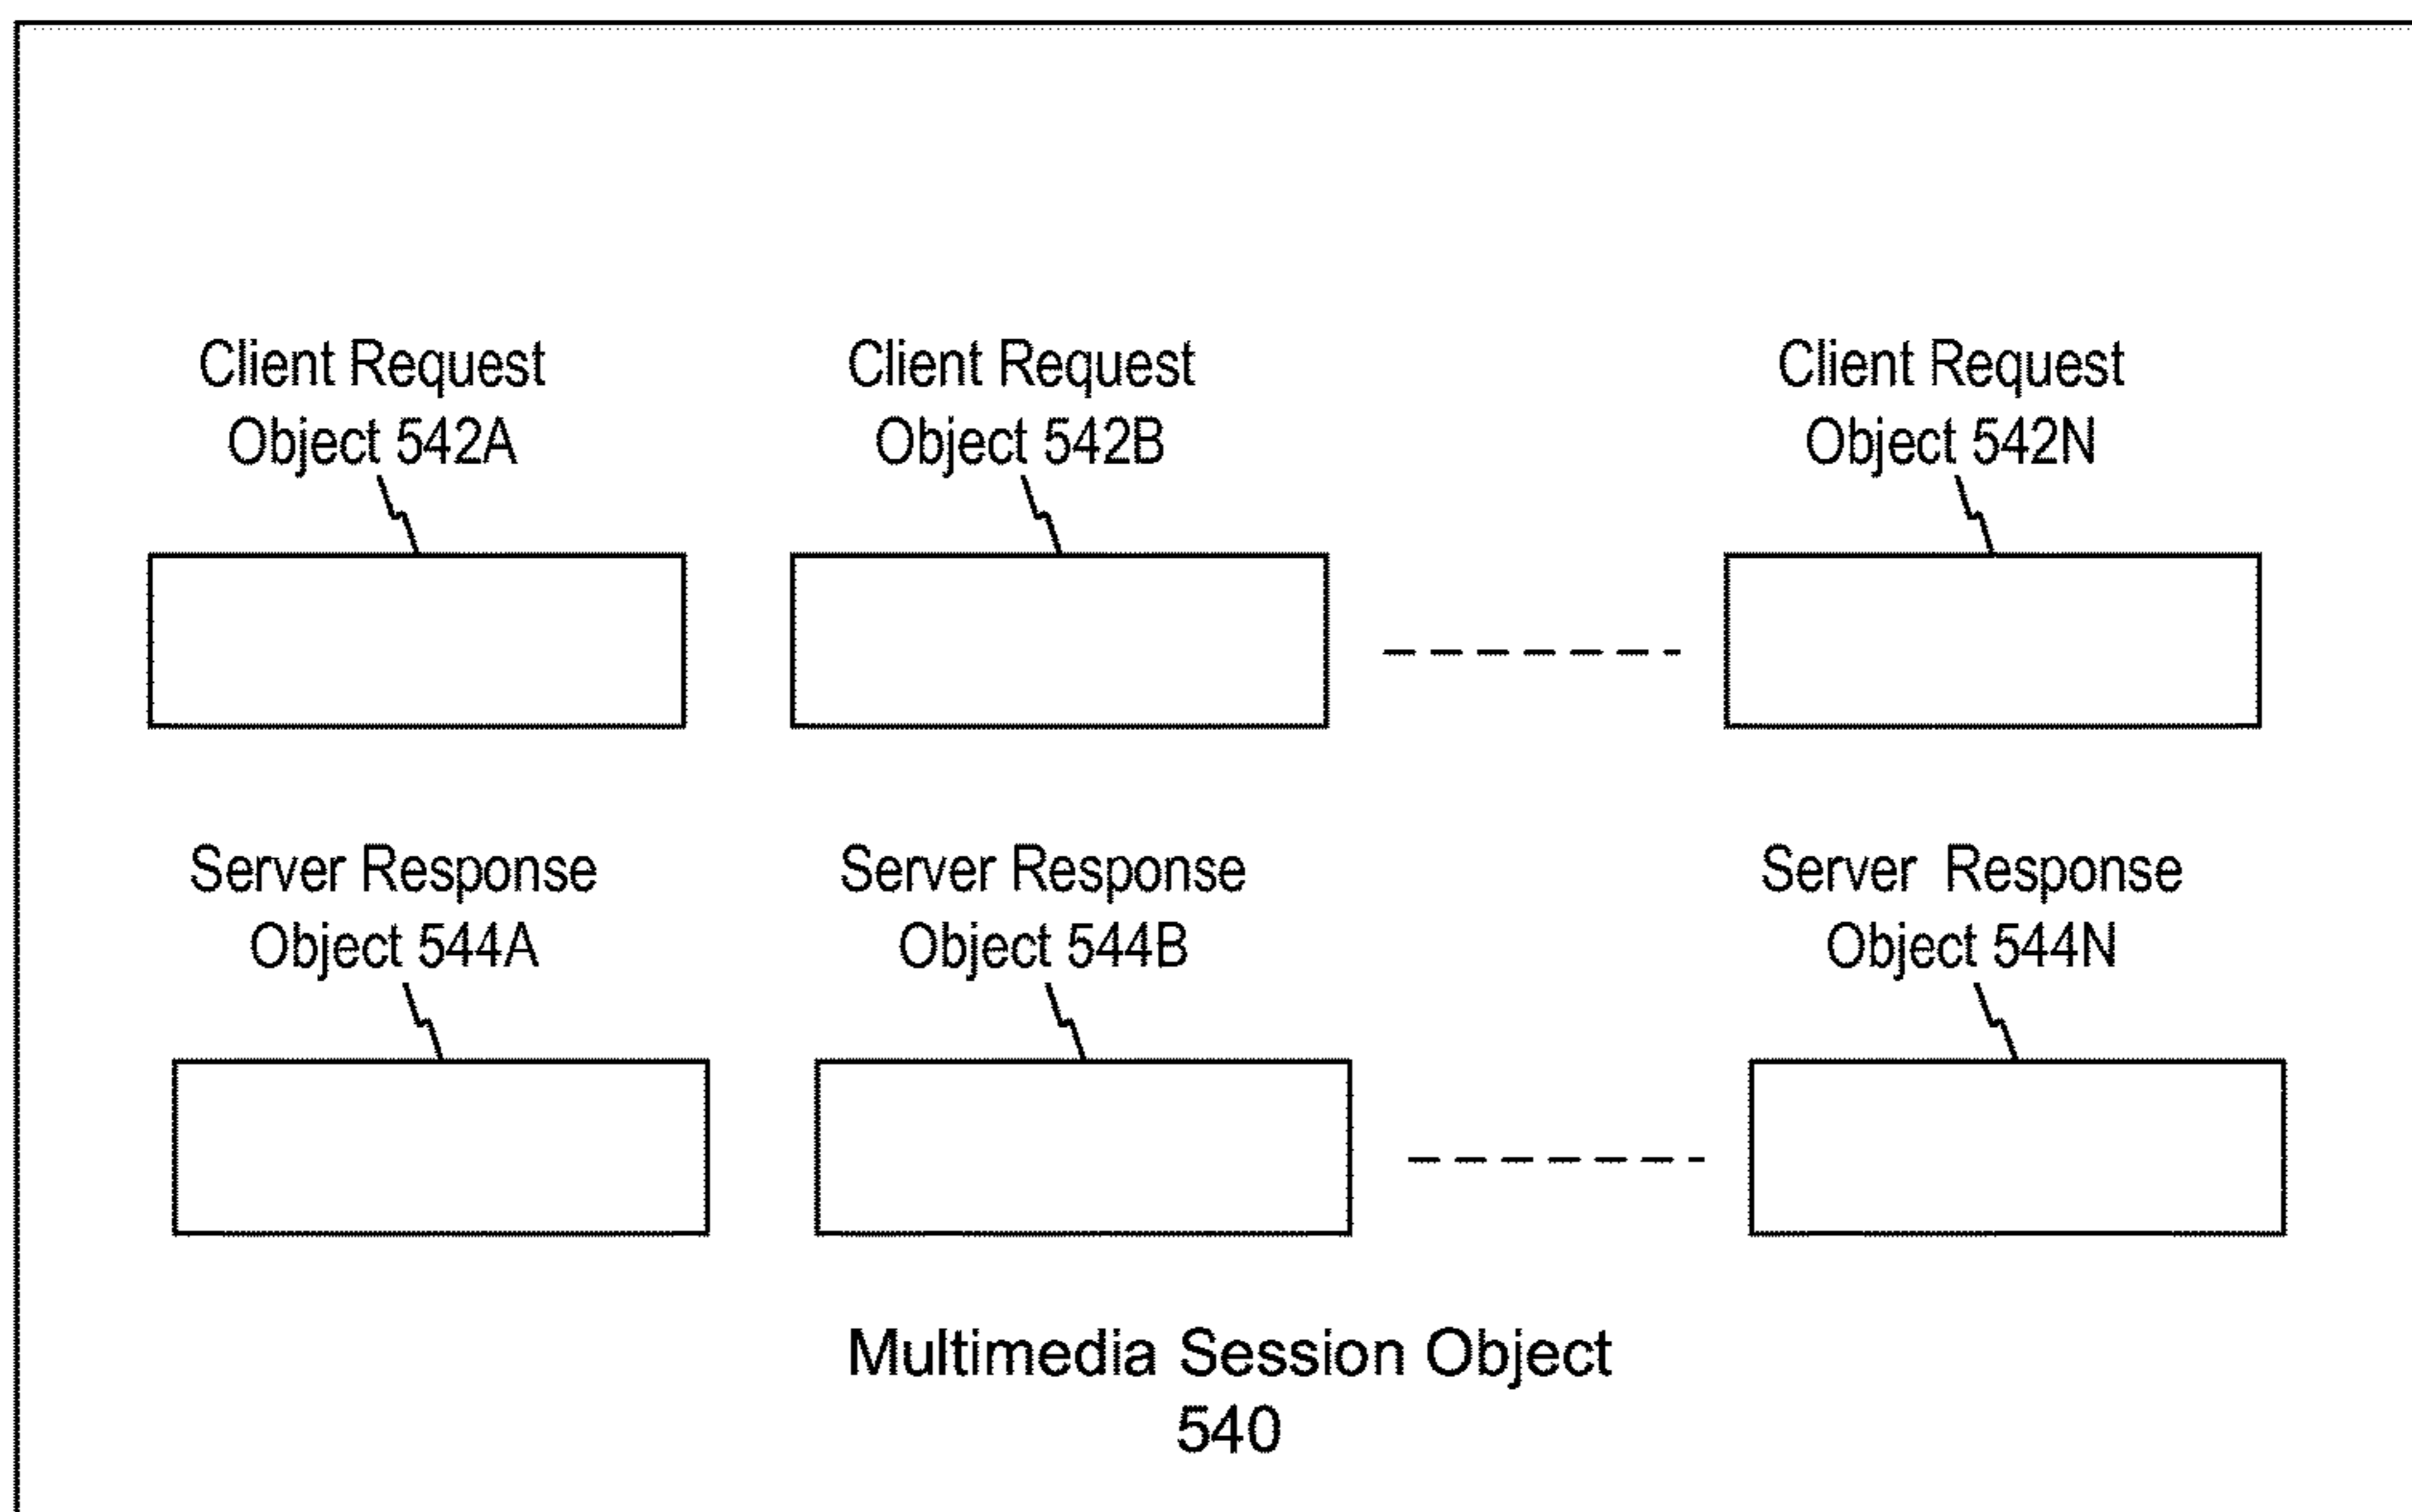 Client Request
Object 542A
Client Request
Object 542B
Client Request
Object 542N
Server Response
Object 544A
Server Response
Object 544B
Server Response
Object 544N
Multimedia Session Object
540